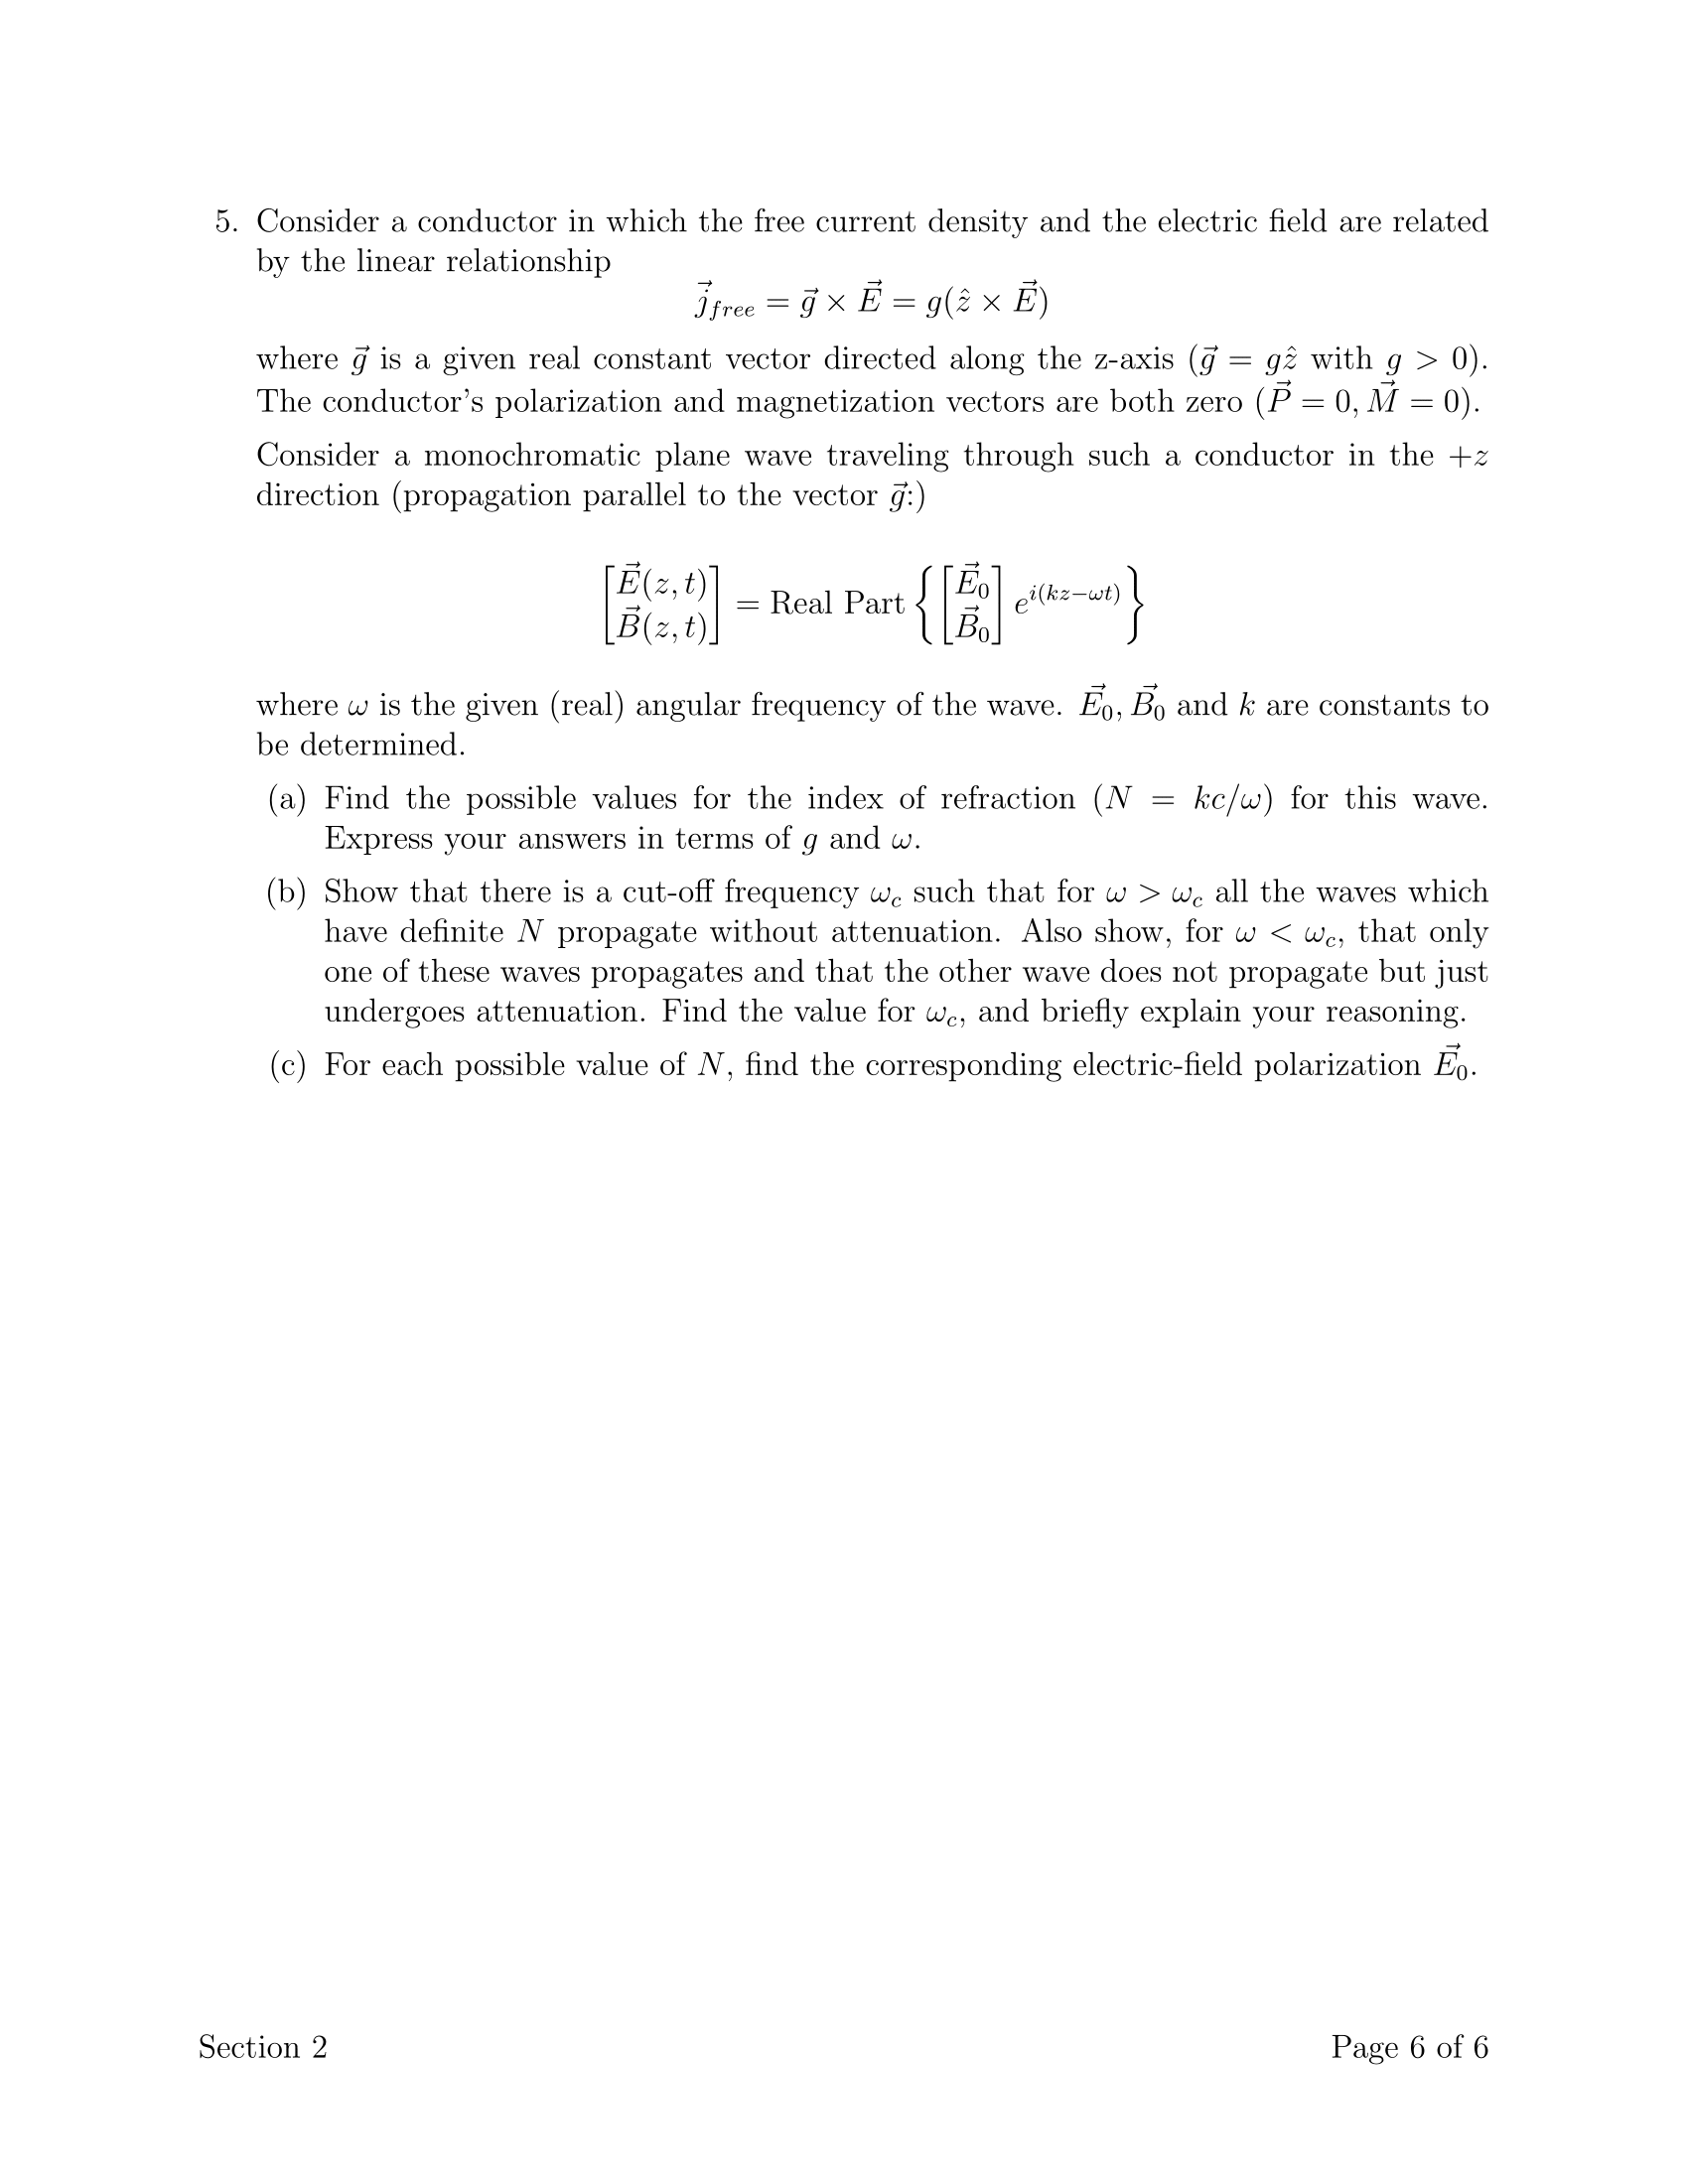 5. Consider a conductor in which the free current density and the electric field are related
by the linear relationship
$\vec{j}_{free} = \vec{g} \times \vec{E} = g(\hat{z} \times \vec{E})$
where $\vec{g}$ is a given real constant vector directed along the z-axis ($\vec{g} = g\hat{z}$ with $g > 0$).
The conductor's polarization and magnetization vectors are both zero ($\vec{P} = 0, \vec{M} = 0$).
Consider a monochromatic plane wave traveling through such a conductor in the $+z$
direction (propagation parallel to the vector $\vec{g}$:)
$\begin{bmatrix} \vec{E}(z,t) \\ \vec{B}(z,t) \end{bmatrix} = \text{Real Part} \left\{ \begin{bmatrix} \vec{E}_0 \\ \vec{B}_0 \end{bmatrix} e^{i(kz-\omega t)} \right\}$
where $\omega$ is the given (real) angular frequency of the wave. $\vec{E}_0, \vec{B}_0$ and $k$ are constants to
be determined.
(a) Find the possible values for the index of refraction ($N = kc/\omega$) for this wave.
Express your answers in terms of $g$ and $\omega$.
(b) Show that there is a cut-off frequency $\omega_c$ such that for $\omega > \omega_c$ all the waves which
have definite $N$ propagate without attenuation. Also show, for $\omega < \omega_c$, that only
one of these waves propagates and that the other wave does not propagate but just
undergoes attenuation. Find the value for $\omega_c$, and briefly explain your reasoning.
(c) For each possible value of $N$, find the corresponding electric-field polarization $\vec{E}_0$.
Section 2
Page 6 of 6